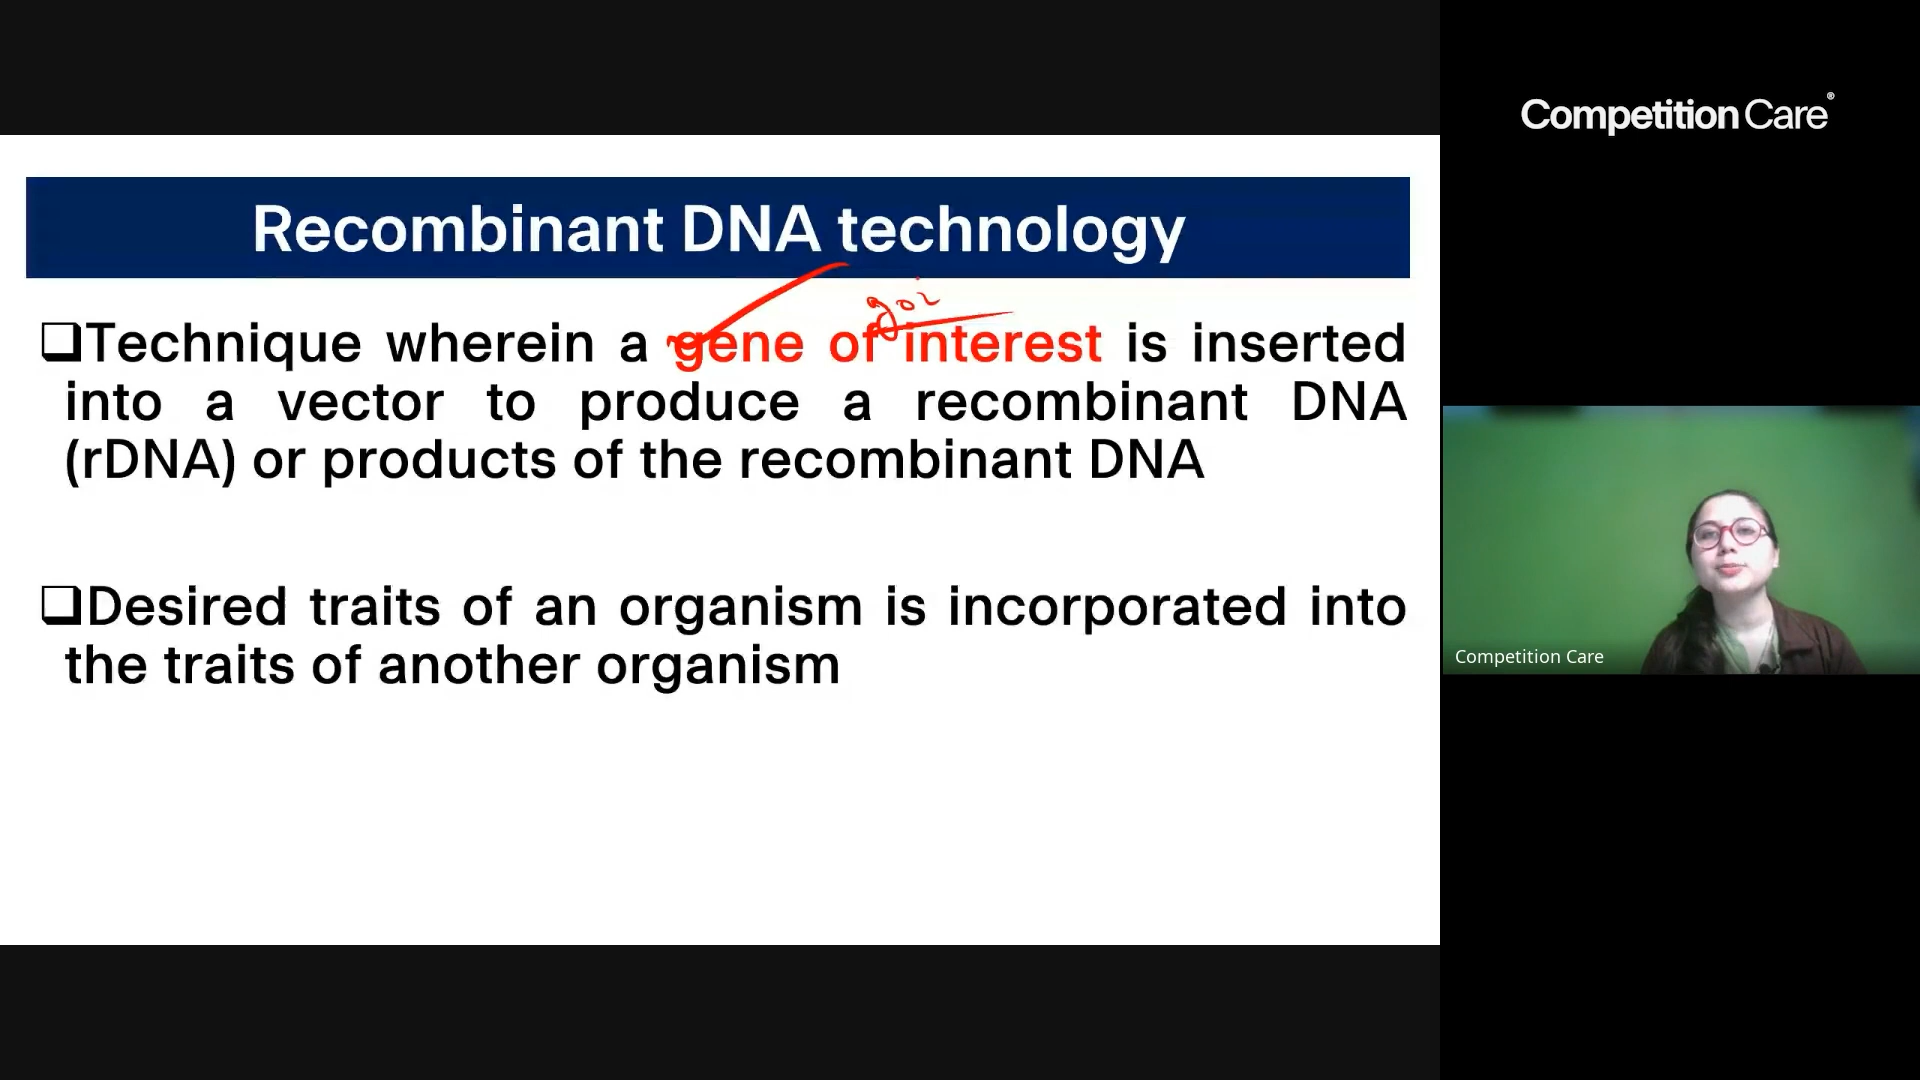 Recombinant DNA technology
goi
❑Technique wherein a gene of interest is inserted
into a vector to produce a recombinant DNA
(rDNA) or products of the recombinant DNA
❑Desired traits of an organism is incorporated into
the traits of another organism
Competition Care®
Competition Care